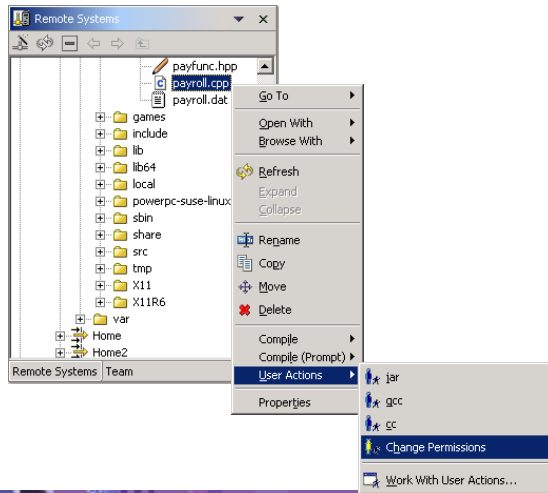 Remote Systems
payfunc.hpp
payroll.cpp
payroll.dat
games
include
lib
lib64
local
powerpc-suse-linux
sbin
share
src
tmp
X11
X11R6
var
Home
Home2
Remote Systems Team
Go To
Open With
Browse With
Refresh
Expand
Collapse
Rename
Copy
Move
Delete
Compile
Compile (Prompt)
User Actions
Properties
jar
gcc
cc
Change Permissions
Work With User Actions...